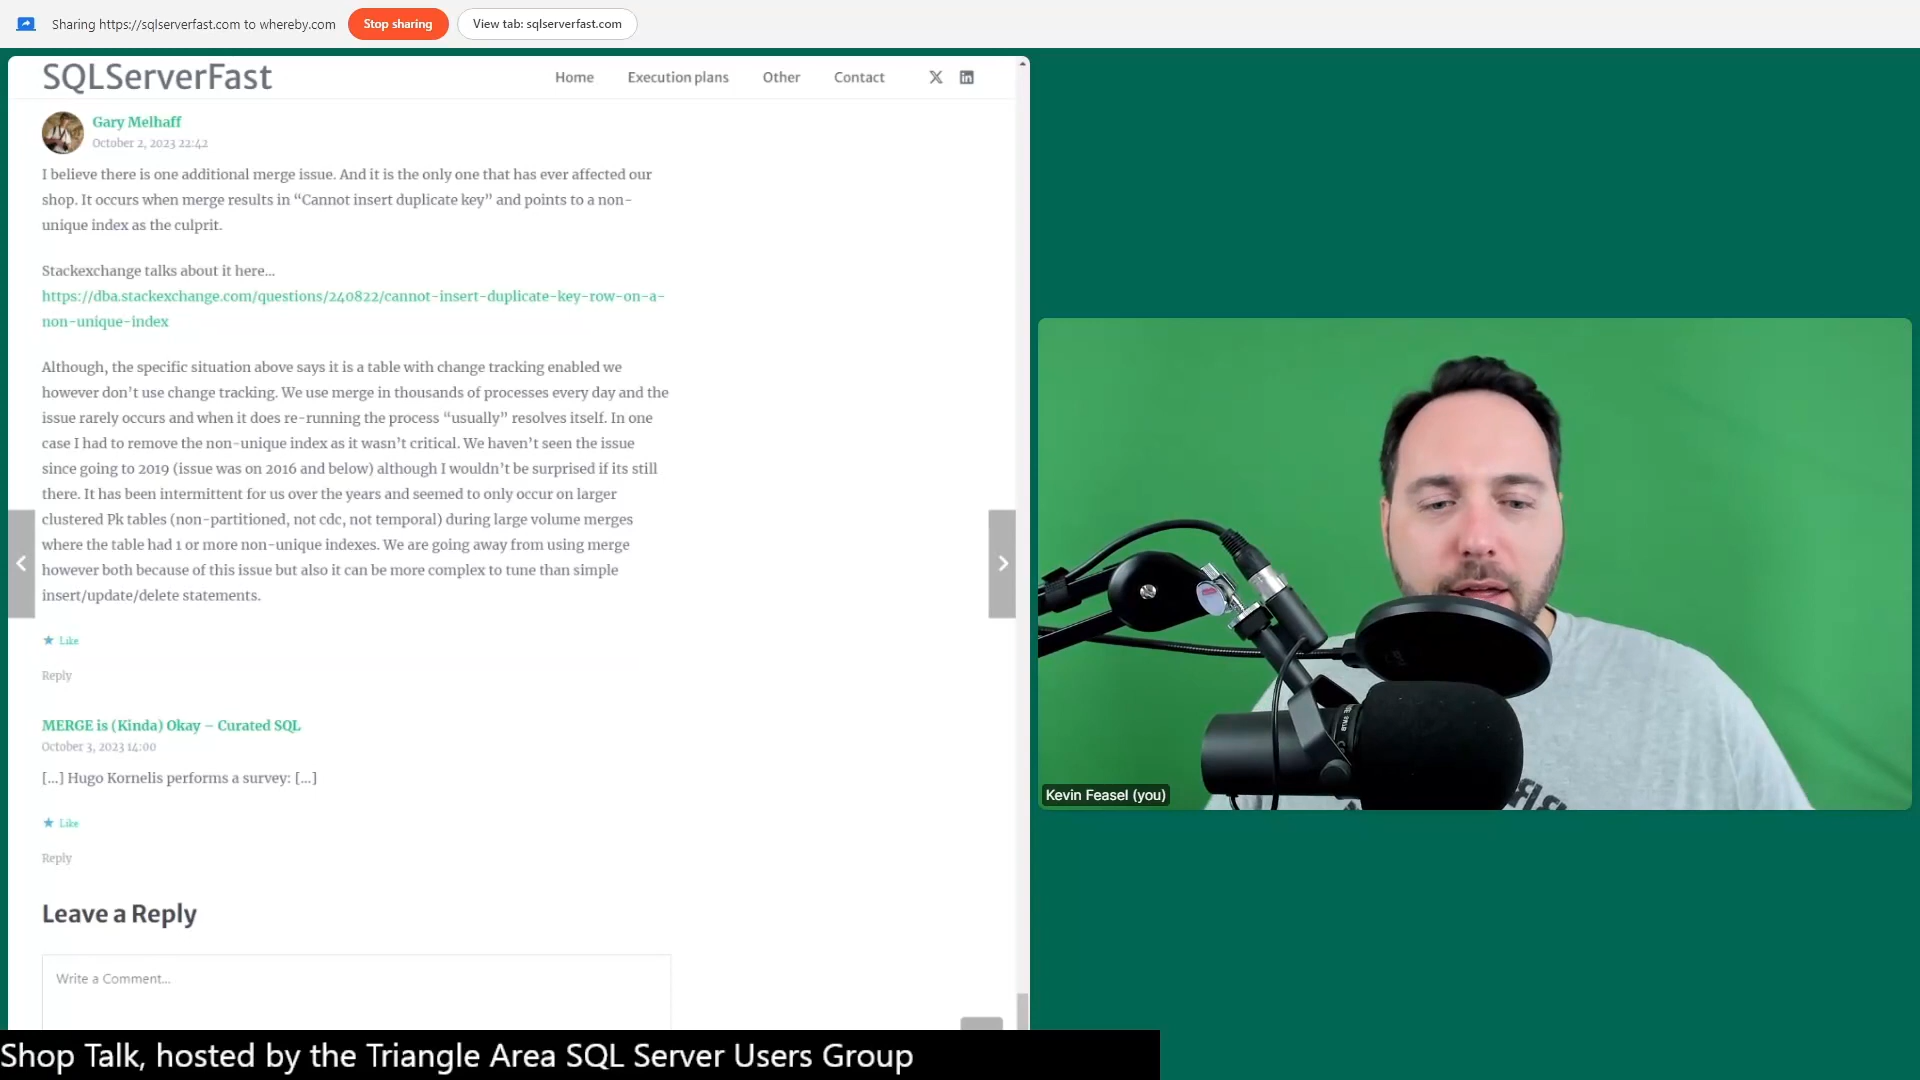 Sharing https://sqlserverfast.com to whereby.com
Stop sharing
View tab: sqlserverfast.com
SQLServerFast
Home
Execution plans
Other
Contact
Gary Melhaff
October 2, 2023 22:42
I believe there is one additional merge issue. And it is the only one that has ever affected our
shop. It occurs when merge results in “Cannot insert duplicate key” and points to a non-
unique index as the culprit.
Stackexchange talks about it here…
https://dba.stackexchange.com/questions/240822/cannot-insert-duplicate-key-row-on-a-
non-unique-index
Although, the specific situation above says it is a table with change tracking enabled we
however don’t use change tracking. We use merge in thousands of processes every day and the
issue rarely occurs and when it does re-running the process “usually” resolves itself. In one
case I had to remove the non-unique index as it wasn’t critical. We haven’t seen the issue
since going to 2019 (issue was on 2016 and below) although I wouldn’t be surprised if its still
there. It has been intermittent for us over the years and seemed to only occur on larger
clustered Pk tables (non-partitioned, not cdc, not temporal) during large volume merges
where the table had 1 or more non-unique indexes. We are going away from using merge
however both because of this issue but also it can be more complex to tune than simple
insert/update/delete statements.
Like
Reply
MERGE is (Kinda) Okay – Curated SQL
October 3, 2023 14:00
[…] Hugo Kornelis performs a survey: […]
Like
Reply
Leave a Reply
Write a Comment...
Kevin Feasel (you)
Shop Talk, hosted by the Triangle Area SQL Server Users Group